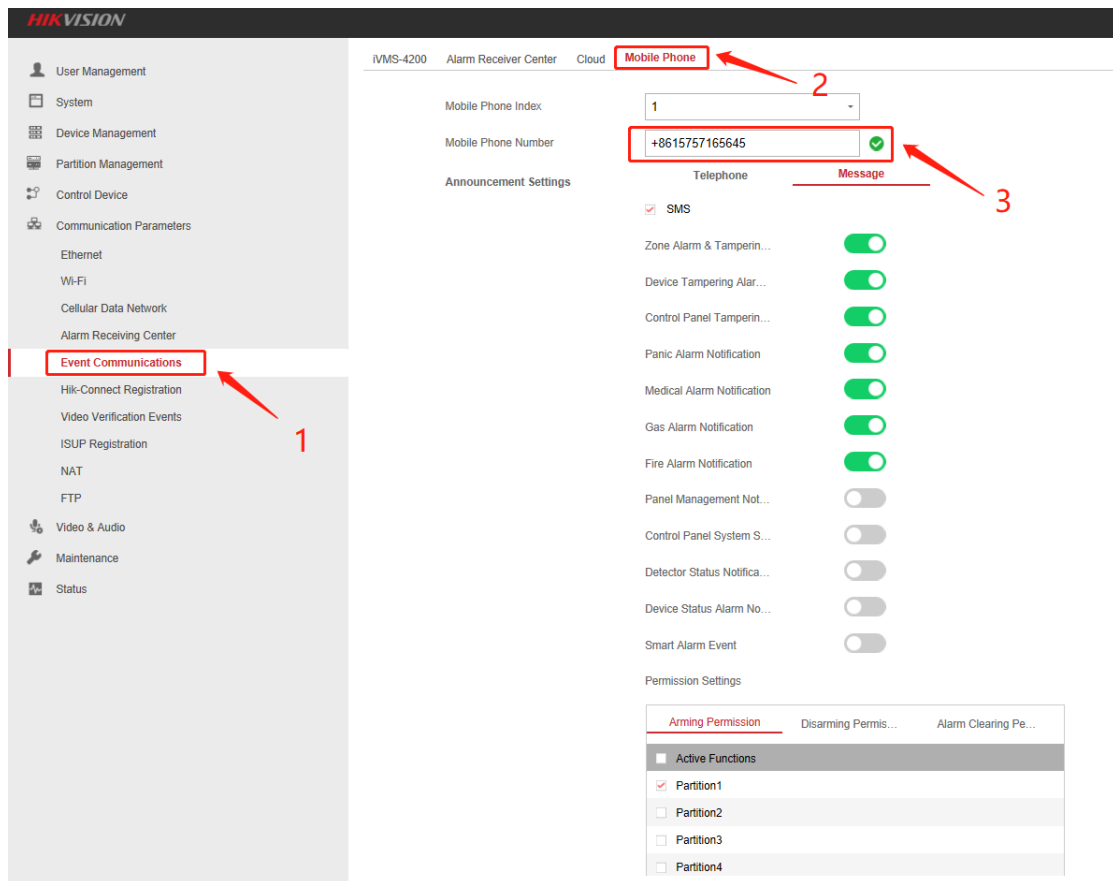 HIKVISION
User Management
System
Device Management
Partition Management
Control Device
Communication Parameters
Ethernet
Wi-Fi
Cellular Data Network
Alarm Receiving Center
Event Communications
Hik-Connect Registration
Video Verification Events
ISUP Registration
NAT
FTP
Video & Audio
Maintenance
Status
1
iVMS-4200 Alarm Receiver Center Cloud Mobile Phone
2
Mobile Phone Index 1
Mobile Phone Number +8615757165645
3
Announcement Settings Telephone Message
SMS
Zone Alarm & Tamperin...
Device Tampering Alar...
Control Panel Tamperin...
Panic Alarm Notification
Medical Alarm Notification
Gas Alarm Notification
Fire Alarm Notification
Panel Management Not...
Control Panel System S...
Detector Status Notifica...
Device Status Alarm No...
Smart Alarm Event
Permission Settings
Arming Permission Disarming Permis... Alarm Clearing Pe...
Active Functions
Partition1
Partition2
Partition3
Partition4